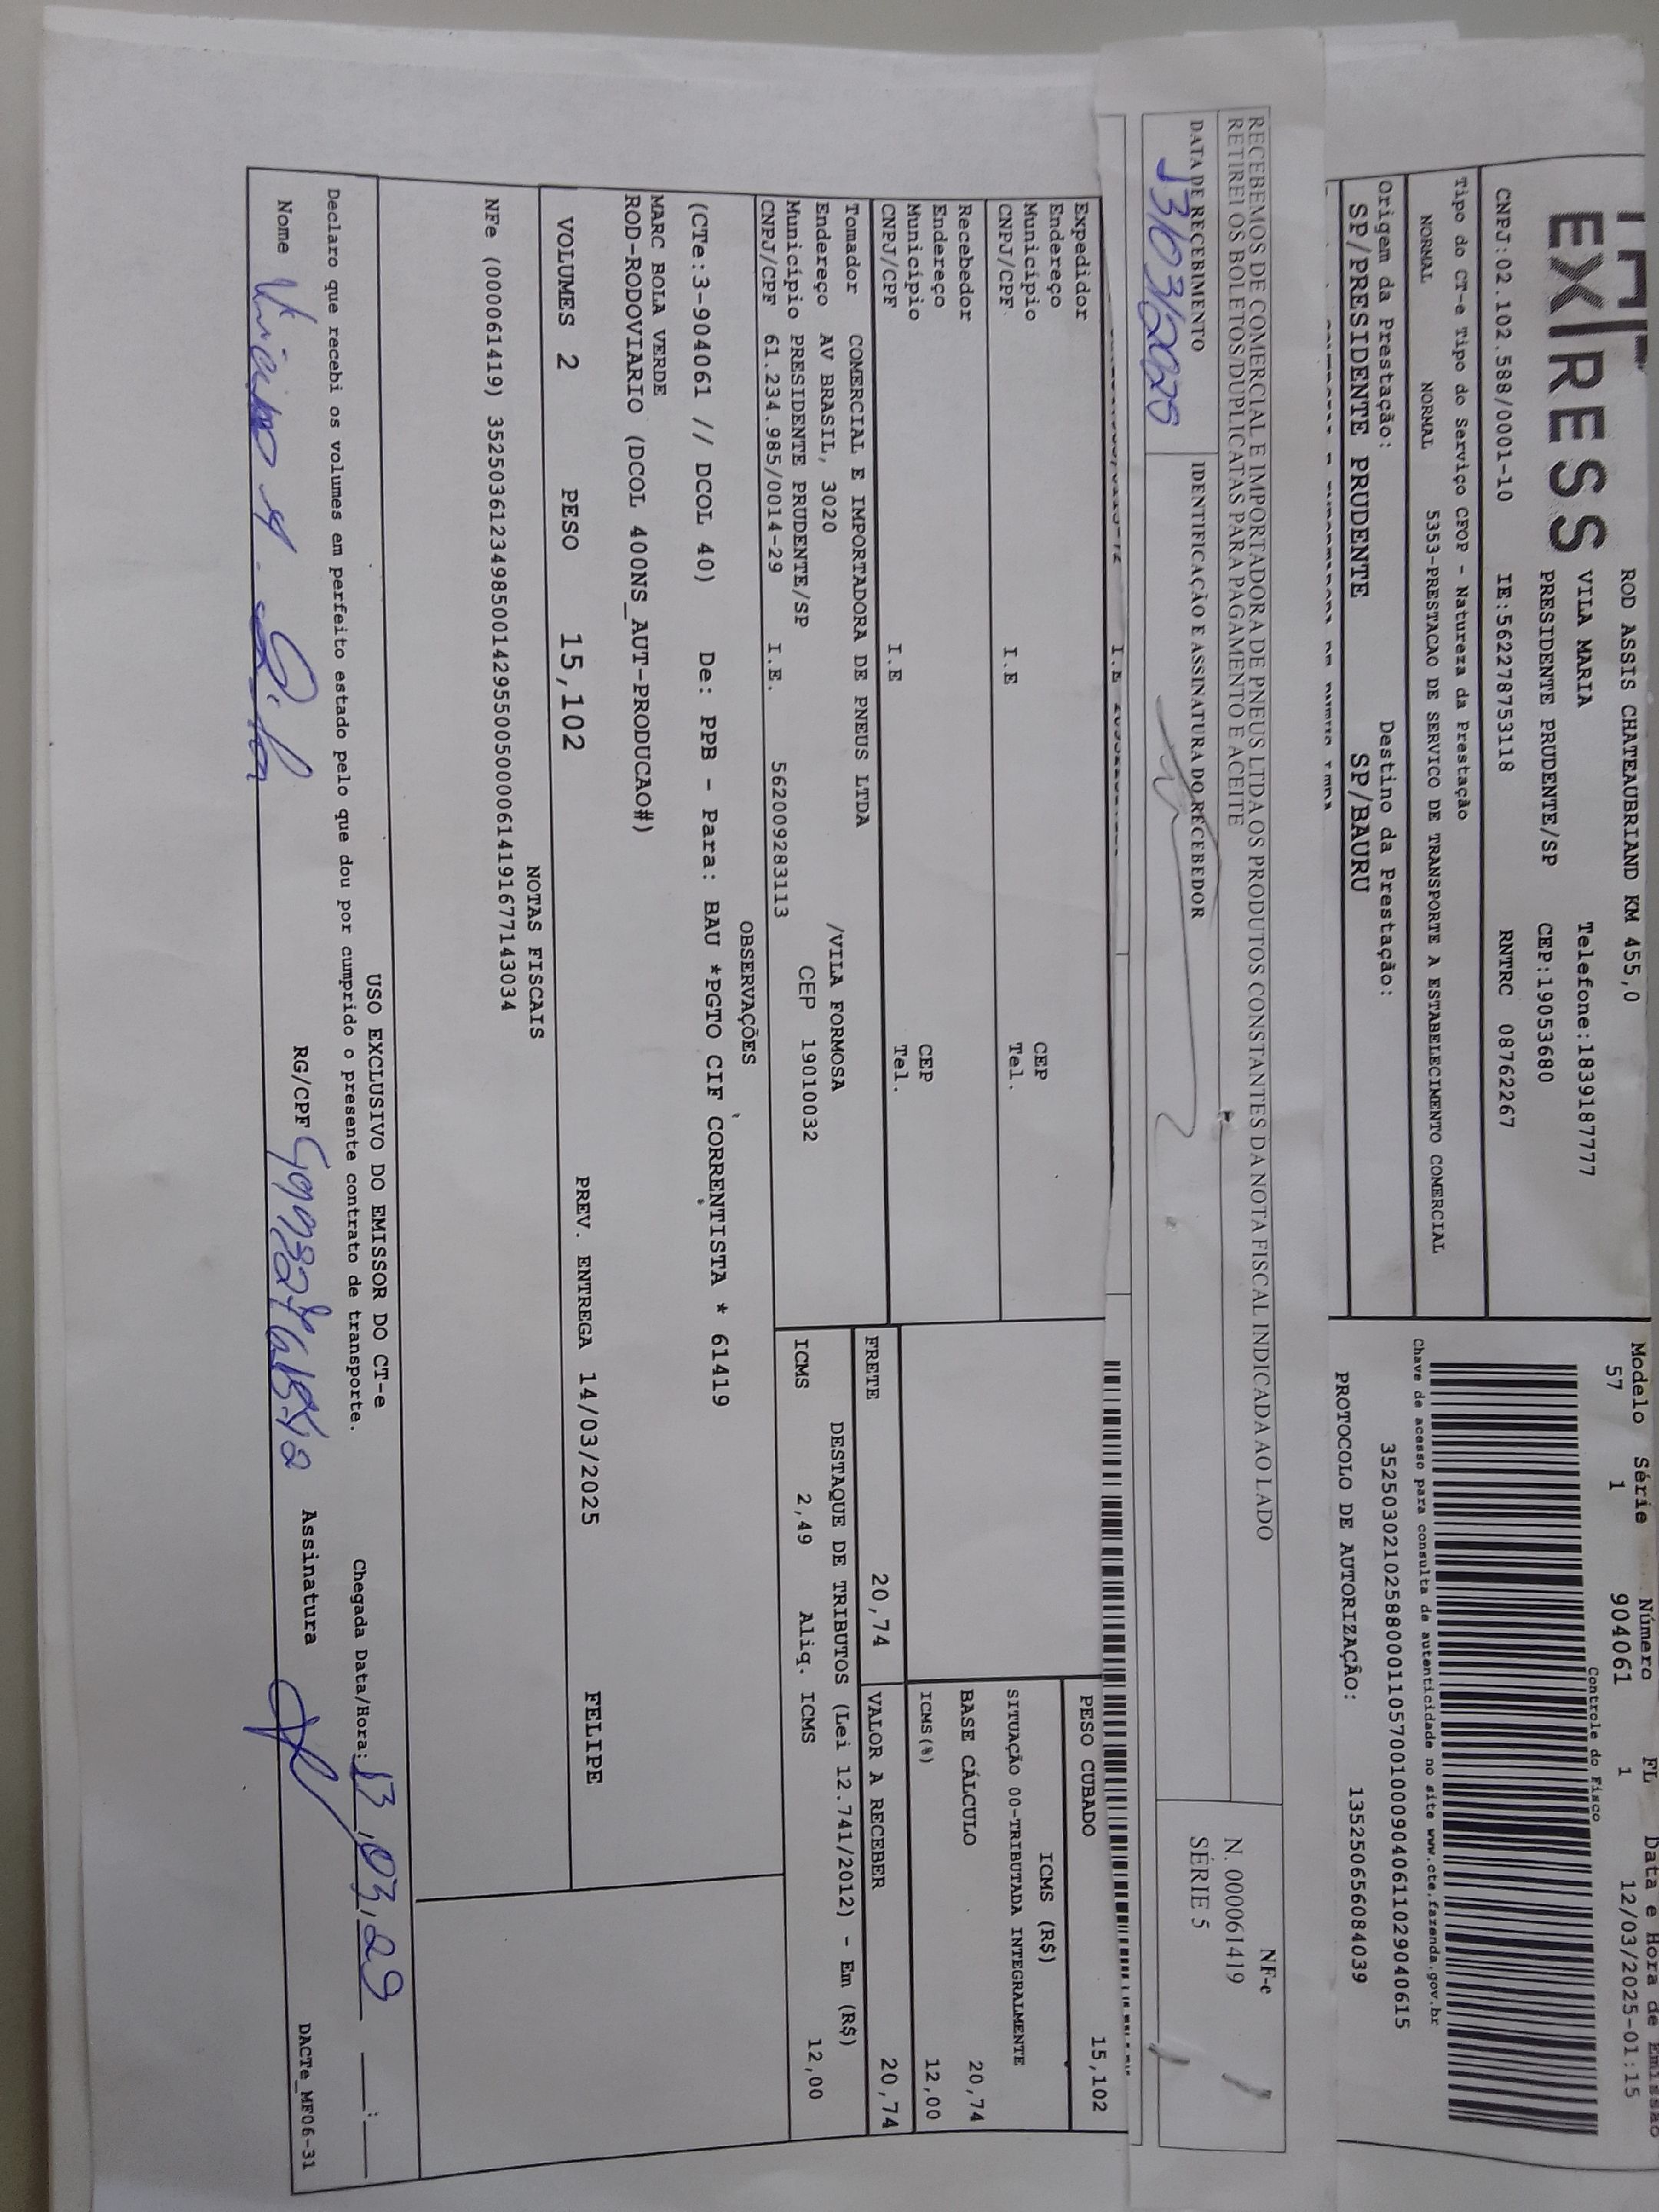 EXPRESS
ROD ASSIS CHATEAUBRIAND KM 455,0
VILA MARIA Telefone:1839187777
PRESIDENTE PRUDENTE/SP CEP:19053680
CNPJ:02.102.588/0001-10 IE:562278753118 RNTRC 08762267
Modelo Série Número FL Data e Hora de Emissão
57 1 904061 1 12/03/2025-01:15
Controle do Fisco
Tipo do CT-e Tipo do Serviço CFOP - Natureza da Prestação
NORMAL NORMAL 5353-PRESTACAO DE SERVICO DE TRANSPORTE A ESTABELECIMENTO COMERCIAL
Chave de acesso para consulta de autenticidade no site www.cte.fazenda.gov.br
35250302102588000110570010009040611029040615
Origem da Prestação: Destino da Prestação:
SP/PRESIDENTE PRUDENTE SP/BAURU
PROTOCOLO DE AUTORIZAÇÃO: 135250656084039
RECEBEMOS DE COMERCIAL E IMPORTADORA DE PNEUS LTDA OS PRODUTOS CONSTANTES DA NOTA FISCAL INDICADA AO LADO
RETIREI OS BOLETOS/DUPLICATAS PARA PAGAMENTO E ACEITE
NF-e
N. 000061419
SÉRIE 5
DATA DE RECEBIMENTO IDENTIFICAÇÃO E ASSINATURA DO RECEBEDOR
13/03/2025
I.E
Expedidor
Endereço
Município CEP
CNPJ/CPF I.E Tel.
Recebedor
Endereço
Município CEP
CNPJ/CPF I.E Tel.
PESO CUBADO 15,102
ICMS (R$)
SITUAÇÃO 00-TRIBUTADA INTEGRALMENTE
BASE CÁLCULO 20,74
ICMS(%) 12,00
Tomador COMERCIAL E IMPORTADORA DE PNEUS LTDA
Endereço AV BRASIL, 3020 /VILA FORMOSA
Município PRESIDENTE PRUDENTE/SP CEP 19010032
CNPJ/CPF 61.234.985/0014-29 I.E. 562009283113
FRETE 20,74 VALOR A RECEBER 20,74
DESTAQUE DE TRIBUTOS (Lei 12.741/2012) - Em (R$)
ICMS 2,49 Aliq. ICMS 12,00
OBSERVAÇÕES
(CTe:3-904061 // DCOL 40) De: PPB - Para: BAU *PGTO CIF CORRENTISTA * 61419
MARC BOLA VERDE
ROD-RODOVIARIO (DCOL 400NS_AUT-PRODUCAO#)
VOLUMES 2 PESO 15,102 PREV. ENTREGA 14/03/2025 FELIPE
NOTAS FISCAIS
NFe (000061419) 35250361234985001429550050000614191677143034
USO EXCLUSIVO DO EMISSOR DO CT-e
Declaro que recebi os volumes em perfeito estado pelo que dou por cumprido o presente contrato de transporte.
Chegada Data/Hora: 13,03,25 __:__
Nome RG/CPF Assinatura
DACTe_MF06-31